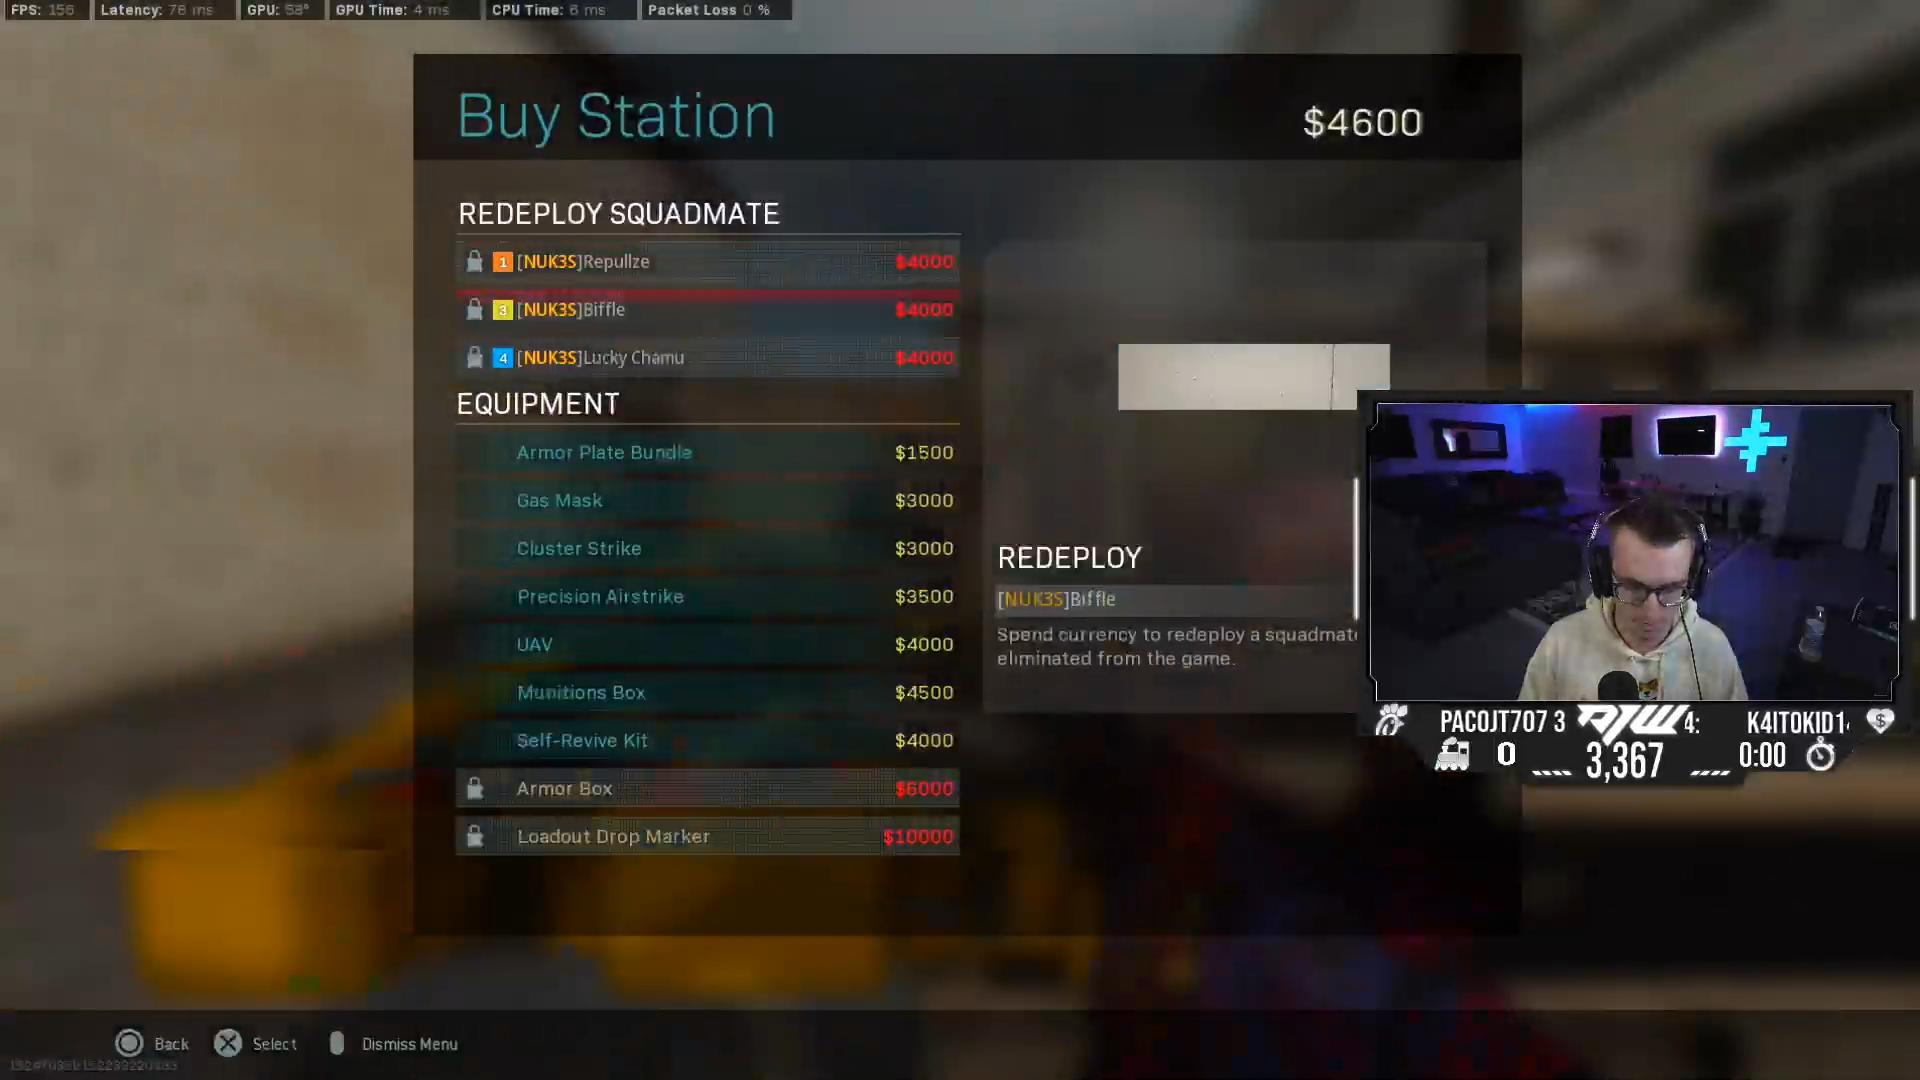 FPS: 156 Latency: 76 ms GPU: 58° GPU Time: 4 ms CPU Time: 6 ms Packet Loss 0 %
Buy Station
$4600
REDEPLOY SQUADMATE
1 [NUK3S]Repullze $4000
3 [NUK3S]Biffle $4000
4 [NUK3S]Lucky Chamu $4000
EQUIPMENT
Armor Plate Bundle $1500
Gas Mask $3000
Cluster Strike $3000
Precision Airstrike $3500
UAV $4000
Munitions Box $4500
Self-Revive Kit $4000
Armor Box $6000
Loadout Drop Marker $10000
REDEPLOY
[NUK3S]Biffle
Spend currency to redeploy a squadmate
eliminated from the game.
PACOJT707 3 4: K4ITOKID1
0 3,367 0:00
Back Select Dismiss Menu